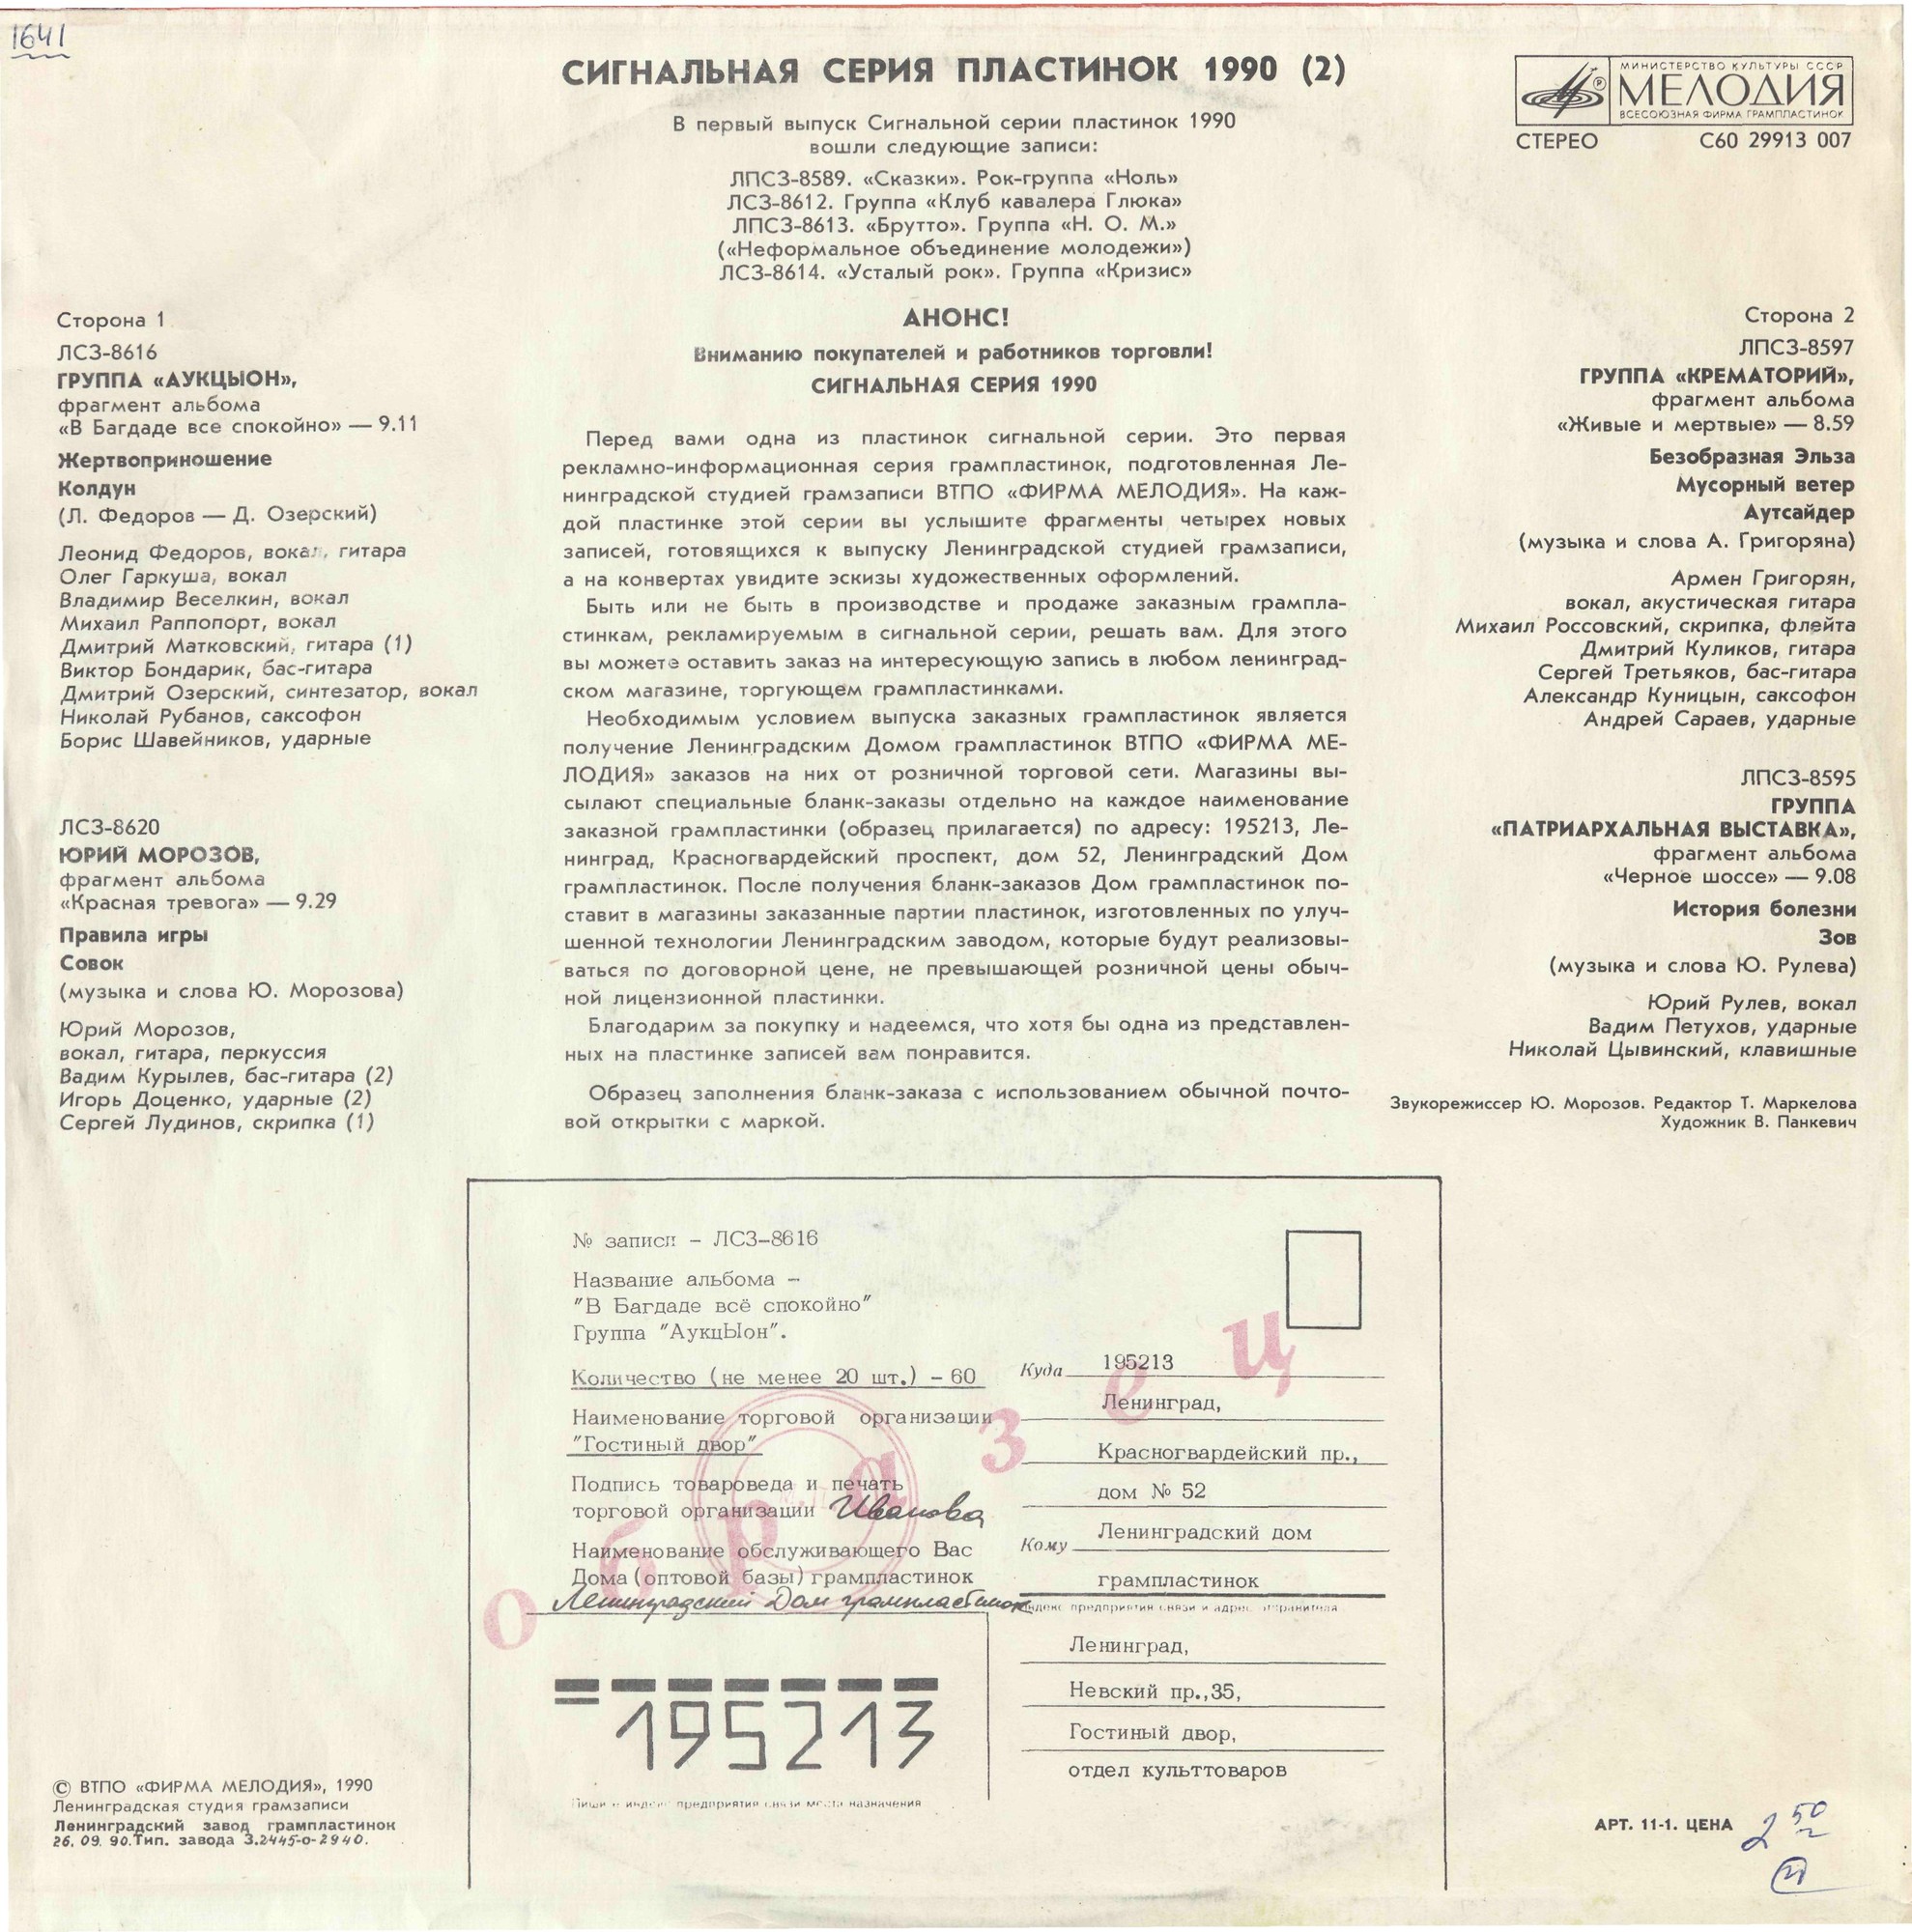 1641
СИГНАЛЬНАЯ СЕРИЯ ПЛАСТИНОК 1990 (2)
В первый выпуск Сигнальной серии пластинок 1990
вошли следующие записи:
ЛПСЗ-8589. «Сказки». Рок-группа «Ноль»
ЛСЗ-8612. Группа «Клуб кавалера Глюка»
ЛПСЗ-8613. «Брутто». Группа «Н. О. М.»
(«Неформальное объединение молодежи»)
ЛСЗ-8614. «Усталый рок». Группа «Кризис»
МИНИСТЕРСТВО КУЛЬТУРЫ СССР
МЕЛОДИЯ
ВСЕСОЮЗНАЯ ФИРМА ГРАМПЛАСТИНОК
СТЕРЕО С60 29913 007
Сторона 1
ЛСЗ-8616
ГРУППА «АУКЦЫОН»,
фрагмент альбома
«В Багдаде все спокойно» — 9.11
Жертвоприношение
Колдун
(Л. Федоров — Д. Озерский)
Леонид Федоров, вокал, гитара
Олег Гаркуша, вокал
Владимир Веселкин, вокал
Михаил Раппопорт, вокал
Дмитрий Матковский, гитара (1)
Виктор Бондарик, бас-гитара
Дмитрий Озерский, синтезатор, вокал
Николай Рубанов, саксофон
Борис Шавейников, ударные
ЛСЗ-8620
ЮРИЙ МОРОЗОВ,
фрагмент альбома
«Красная тревога» — 9.29
Правила игры
Совок
(музыка и слова Ю. Морозова)
Юрий Морозов,
вокал, гитара, перкуссия
Вадим Курылев, бас-гитара (2)
Игорь Доценко, ударные (2)
Сергей Лудинов, скрипка (1)
АНОНС!
Вниманию покупателей и работников торговли!
СИГНАЛЬНАЯ СЕРИЯ 1990
Перед вами одна из пластинок сигнальной серии. Это первая
рекламно-информационная серия грампластинок, подготовленная Ле-
нинградской студией грамзаписи ВТПО «ФИРМА МЕЛОДИЯ». На каж-
дой пластинке этой серии вы услышите фрагменты четырех новых
записей, готовящихся к выпуску Ленинградской студией грамзаписи,
а на конвертах увидите эскизы художественных оформлений.
Быть или не быть в производстве и продаже заказным грампла-
стинкам, рекламируемым в сигнальной серии, решать вам. Для этого
вы можете оставить заказ на интересующую запись в любом ленинград-
ском магазине, торгующем грампластинками.
Необходимым условием выпуска заказных грампластинок является
получение Ленинградским Домом грампластинок ВТПО «ФИРМА МЕ-
ЛОДИЯ» заказов на них от розничной торговой сети. Магазины вы-
сылают специальные бланк-заказы отдельно на каждое наименование
заказной грампластинки (образец прилагается) по адресу: 195213, Ле-
нинград, Красногвардейский проспект, дом 52, Ленинградский Дом
грампластинок. После получения бланк-заказов Дом грампластинок по-
ставит в магазины заказанные партии пластинок, изготовленных по улуч-
шенной технологии Ленинградским заводом, которые будут реализовы-
ваться по договорной цене, не превышающей розничной цены обыч-
ной лицензионной пластинки.
Благодарим за покупку и надеемся, что хотя бы одна из представлен-
ных на пластинке записей вам понравится.
Образец заполнения бланк-заказа с использованием обычной почто-
вой открытки с маркой.
Сторона 2
ЛПСЗ-8597
ГРУППА «КРЕМАТОРИЙ»,
фрагмент альбома
«Живые и мертвые» — 8.59
Безобразная Эльза
Мусорный ветер
Аутсайдер
(музыка и слова А. Григоряна)
Армен Григорян,
вокал, акустическая гитара
Михаил Россовский, скрипка, флейта
Дмитрий Куликов, гитара
Сергей Третьяков, бас-гитара
Александр Куницын, саксофон
Андрей Сараев, ударные
ЛПСЗ-8595
ГРУППА
«ПАТРИАРХАЛЬНАЯ ВЫСТАВКА»,
фрагмент альбома
«Черное шоссе» — 9.08
История болезни
Зов
(музыка и слова Ю. Рулева)
Юрий Рулев, вокал
Вадим Петухов, ударные
Николай Цывинский, клавишные
Звукорежиссер Ю. Морозов. Редактор Т. Маркелова
Художник В. Панкевич
№ записи – ЛСЗ–8616
Название альбома –
"В Багдаде всё спокойно"
Группа "АукцЫон".
Количество (не менее 20 шт.) – 60
Наименование торговой организации
"Гостиный двор"
Подпись товароведа и печать
торговой организации Иванова
Наименование обслуживающего Вас
Дома (оптовой базы) грампластинок
Ленинградский Дом грампластинок
образец
195213
Пишите индекс предприятия связи места назначения
Куда 195213
Ленинград,
Красногвардейский пр.,
дом № 52
Кому Ленинградский дом
грампластинок
Индекс предприятия связи и адрес отправителя
Ленинград,
Невский пр.,35,
Гостиный двор,
отдел культтоваров
© ВТПО «ФИРМА МЕЛОДИЯ», 1990
Ленинградская студия грамзаписи
Ленинградский завод грампластинок
26. 09. 90.Тип. завода З.2445-о-2940.
АРТ. 11-1. ЦЕНА 2 50